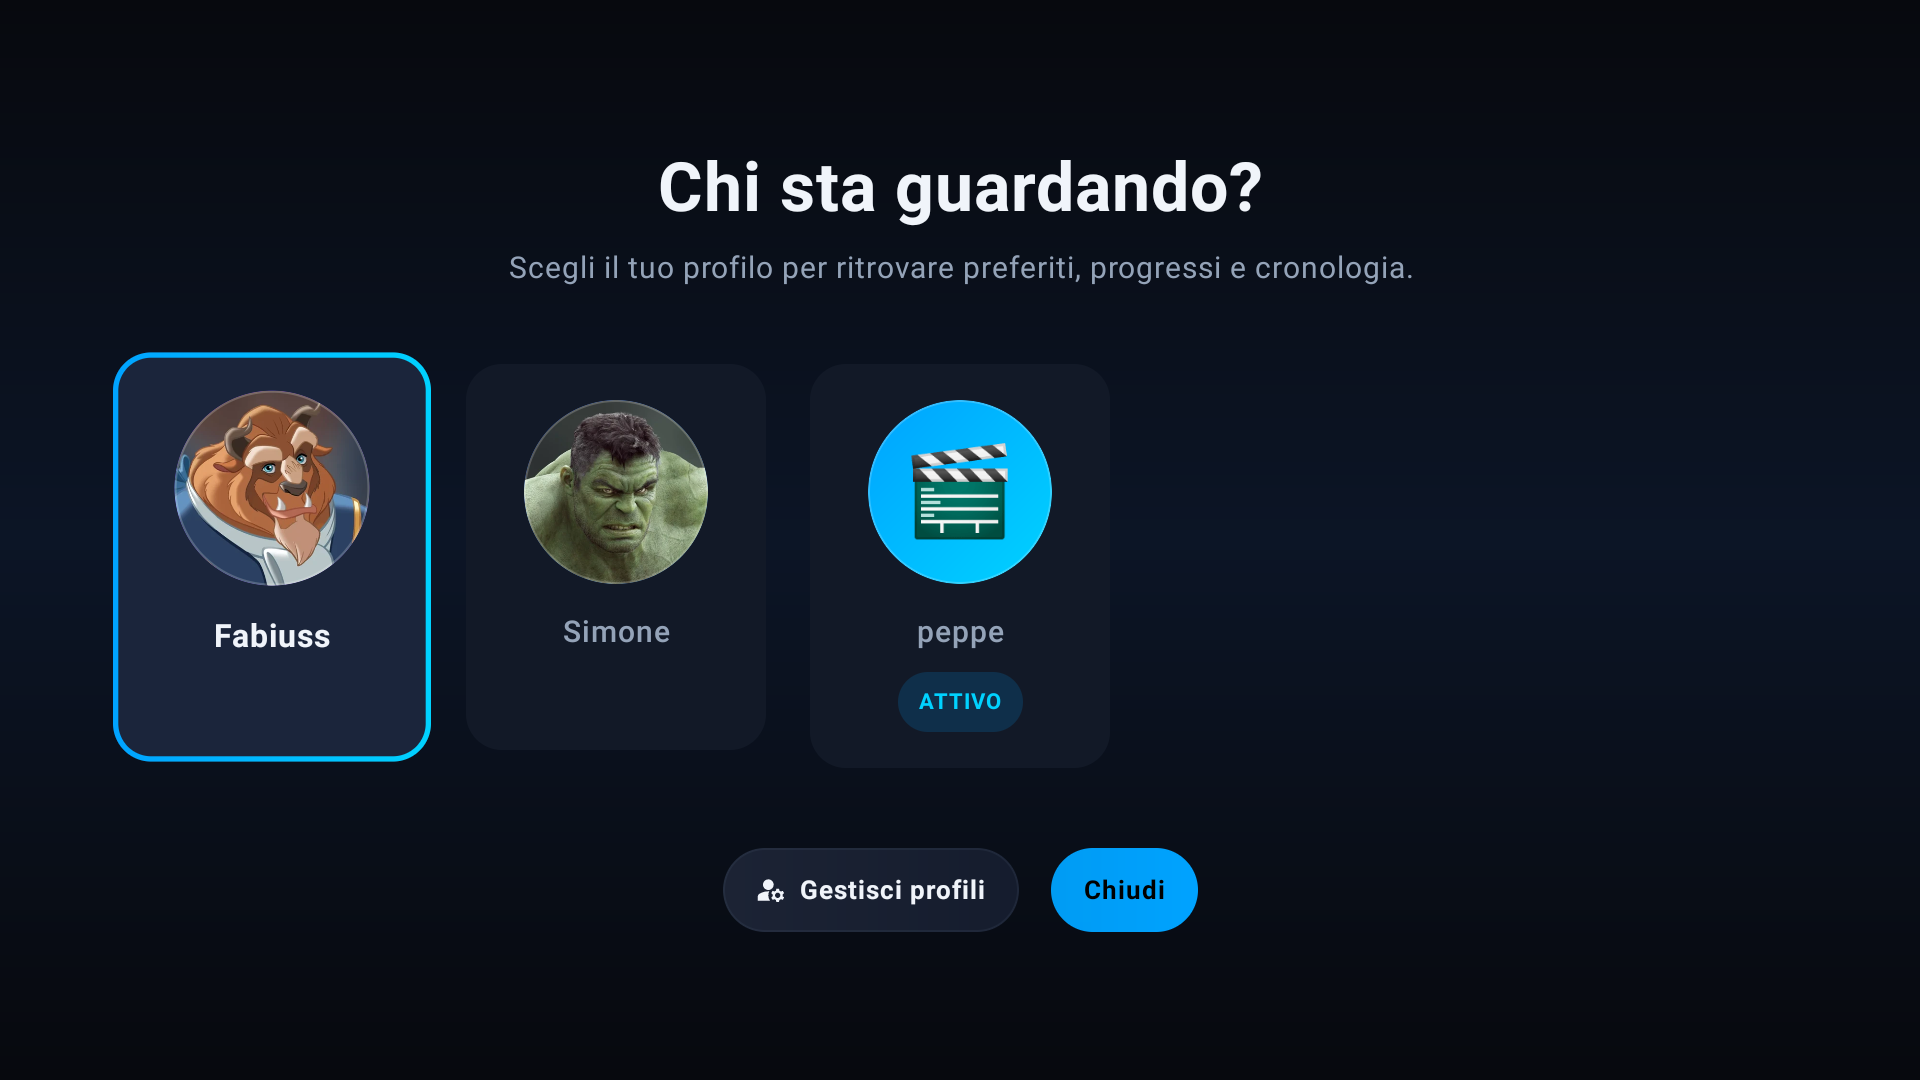 Chi sta guardando?
Scegli il tuo profilo per ritrovare preferiti, progressi e cronologia.
Fabiuss
Simone
peppe
ATTIVO
Gestisci profili
Chiudi